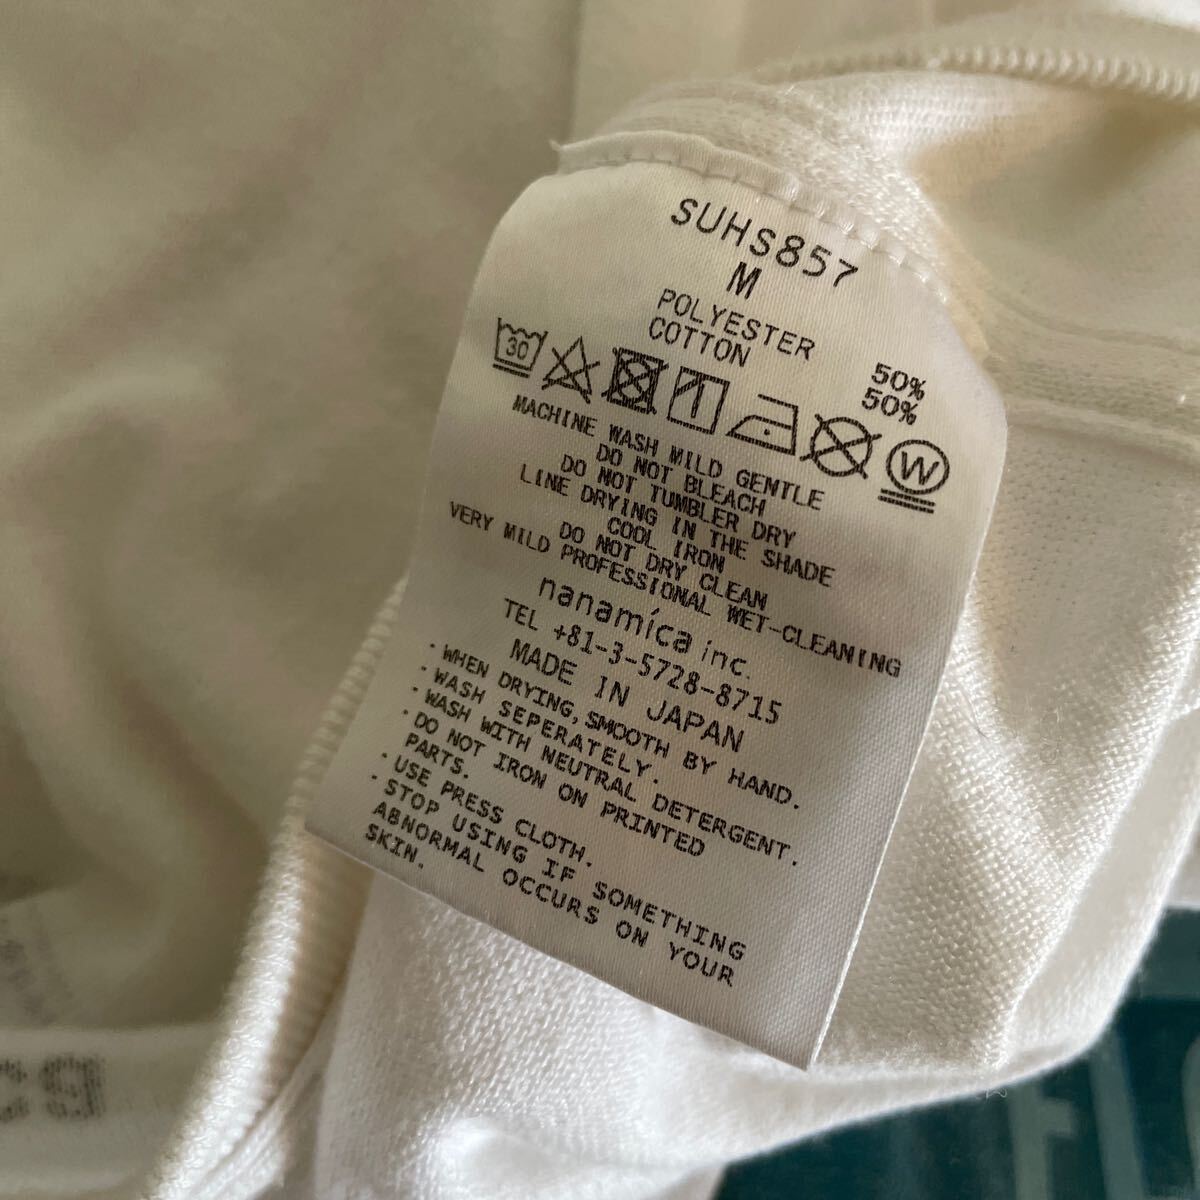 SUHS857
M
POLYESTER 50%
COTTON 50%
30
W
MACHINE WASH MILD GENTLE
DO NOT BLEACH
DO NOT TUMBLER DRY
LINE DRYING IN THE SHADE
COOL IRON
DO NOT DRY CLEAN
VERY MILD PROFESSIONAL WET-CLEANING
nanamica inc.
TEL +81-3-5728-8715
MADE IN JAPAN
・WHEN DRYING, SMOOTH BY HAND.
・WASH SEPERATELY.
・WASH WITH NEUTRAL DETERGENT.
・DO NOT IRON ON PRINTED
PARTS.
・USE PRESS CLOTH.
・STOP USING IF SOMETHING
ABNORMAL OCCURS ON YOUR
SKIN.